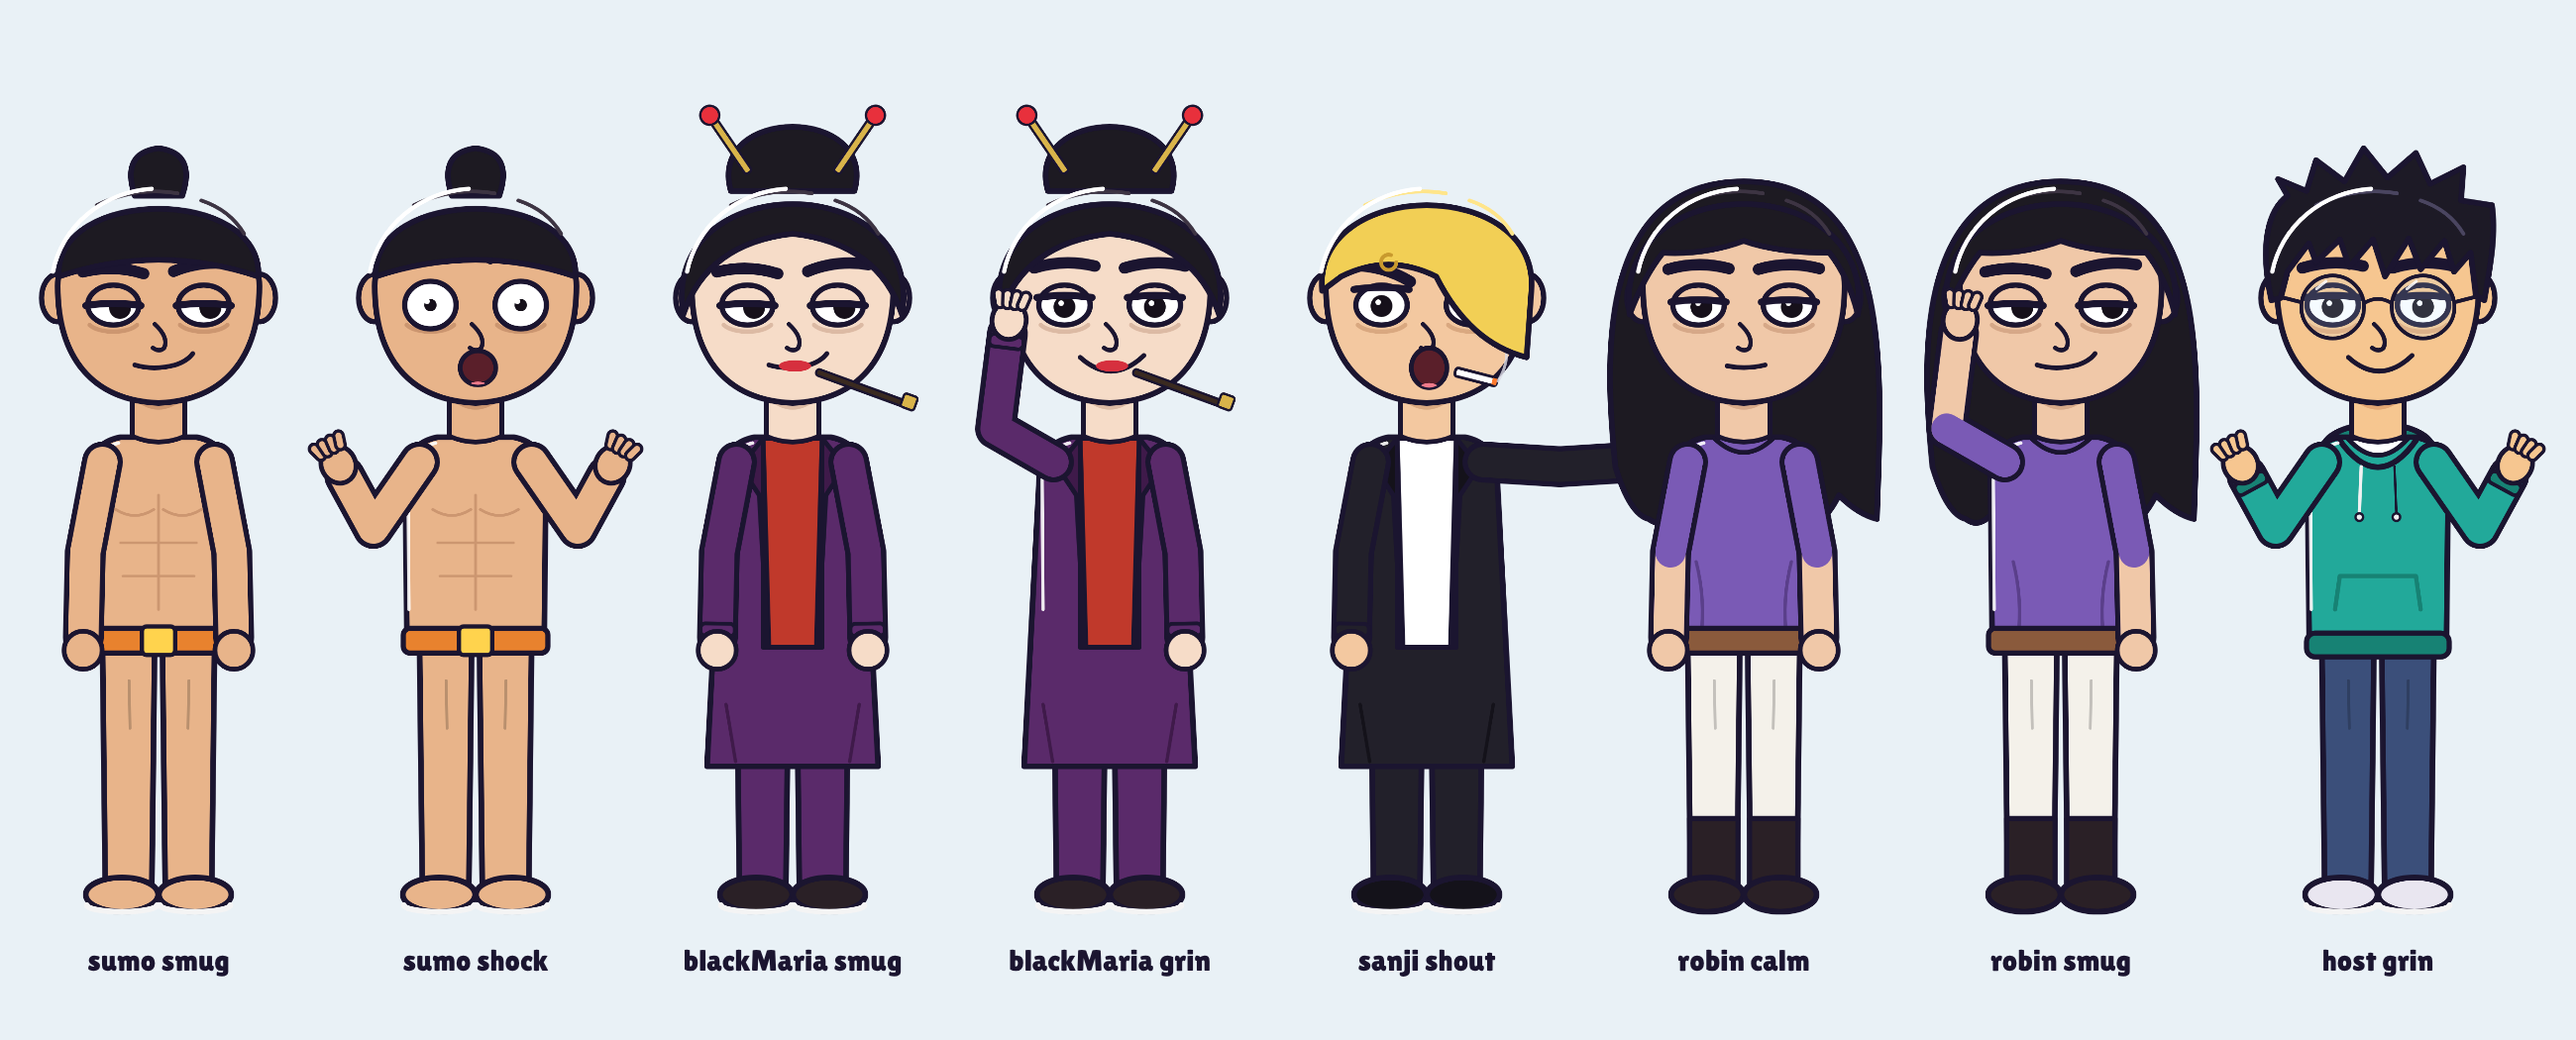 sumo smug
sumo shock
blackMaria smug
blackMaria grin
sanji shout
robin calm
robin smug
host grin